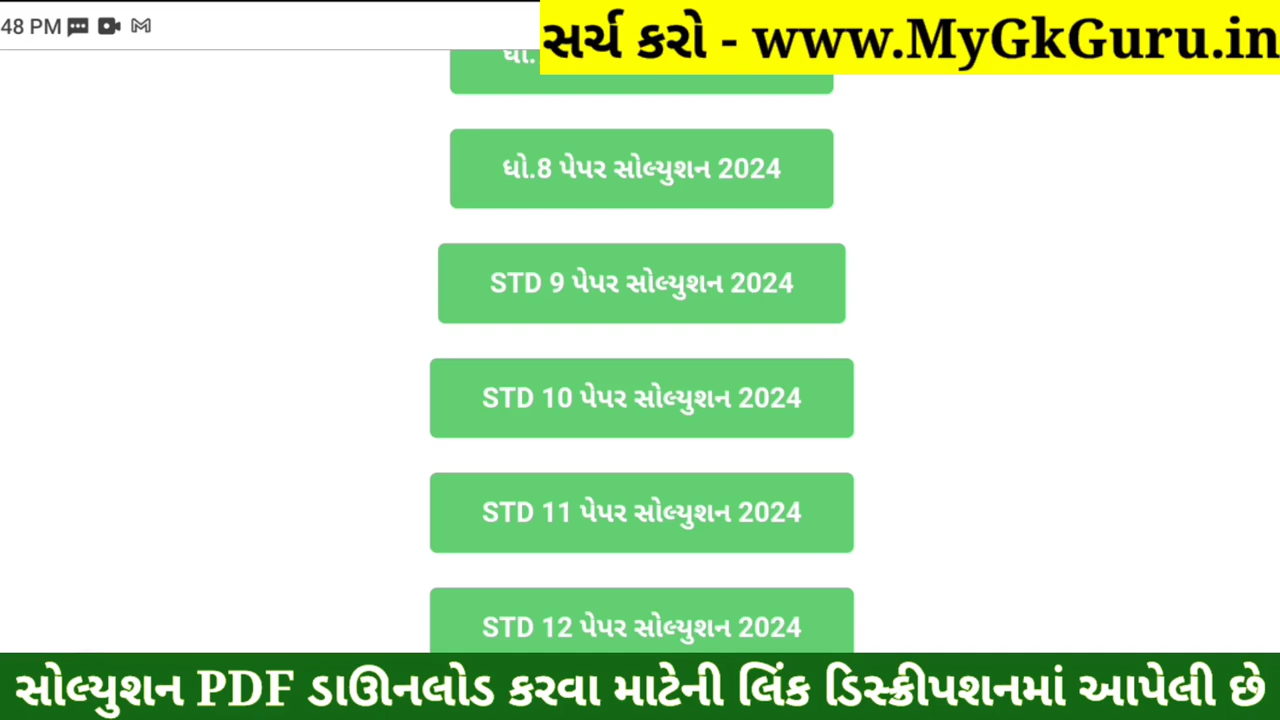 48 PM
સર્ચ કરો - www.MyGkGuru.in
ધો.
ધો.8 પેપર સોલ્યુશન 2024
STD 9 પેપર સોલ્યુશન 2024
STD 10 પેપર સોલ્યુશન 2024
STD 11 પેપર સોલ્યુશન 2024
STD 12 પેપર સોલ્યુશન 2024
સોલ્યુશન PDF ડાઊનલોડ કરવા માટેની લિંક ડિસ્ક્રીપશનમાં આપેલી છે